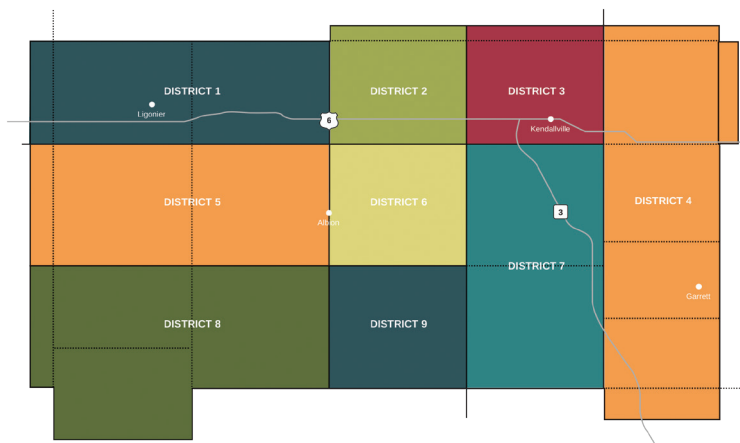 DISTRICT 1
DISTRICT 2
DISTRICT 3
Ligonier
6
Kendallville
DISTRICT 5
DISTRICT 6
DISTRICT 4
3
Albion
DISTRICT 7
Garrett
DISTRICT 8
DISTRICT 9